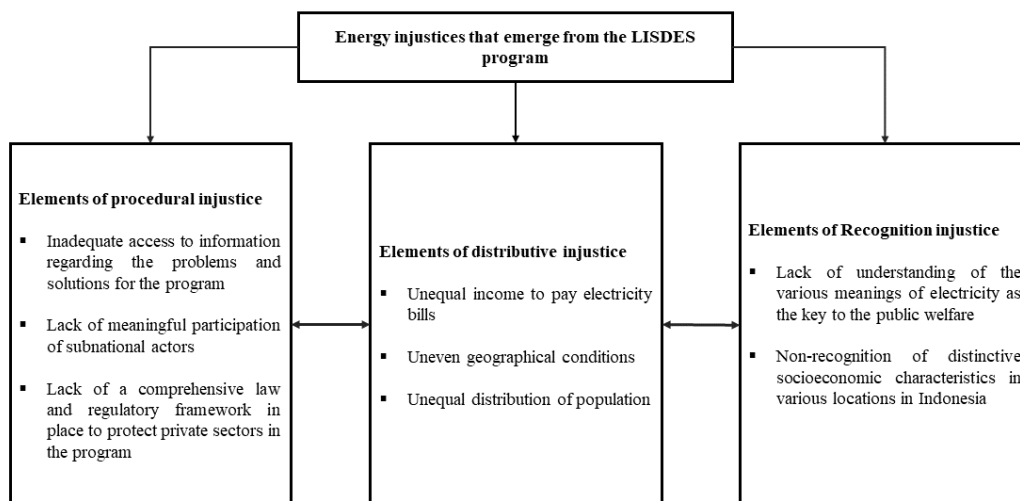 Energy injustices that emerge from the LISDES
program
Elements of procedural injustice
▪ Inadequate access to information
regarding the problems and
solutions for the program
▪ Lack of meaningful participation
of subnational actors
▪ Lack of a comprehensive law
and regulatory framework in
place to protect private sectors in
the program
Elements of distributive injustice
▪ Unequal income to pay electricity
bills
▪ Uneven geographical conditions
▪ Unequal distribution of population
Elements of Recognition injustice
▪ Lack of understanding of the
various meanings of electricity as
the key to the public welfare
▪ Non-recognition of distinctive
socioeconomic characteristics in
various locations in Indonesia